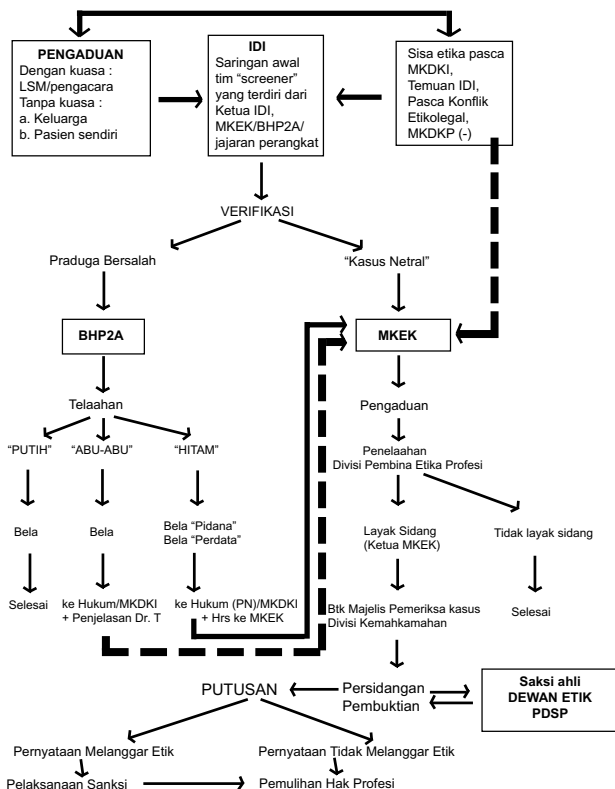 PENGADUAN
Dengan kuasa :
LSM/pengacara
Tanpa kuasa :
a. Keluarga
b. Pasien sendiri
IDI
Saringan awal
tim “screener”
yang terdiri dari
Ketua IDI,
MKEK/BHP2A/
jajaran perangkat
Sisa etika pasca
MKDKI,
Temuan IDI,
Pasca Konflik
Etikolegal,
MKDKP (-)
VERIFIKASI
Praduga Bersalah
“Kasus Netral”
BHP2A
MKEK
Telaahan
Pengaduan
“PUTIH”
“ABU-ABU”
“HITAM”
Penelaahan
Divisi Pembina Etika Profesi
Bela
Bela
Bela “Pidana”
Bela “Perdata”
Layak Sidang
(Ketua MKEK)
Tidak layak sidang
Selesai
ke Hukum/MKDKI
+ Penjelasan Dr. T
ke Hukum (PN)/MKDKI
+ Hrs ke MKEK
Btk Majelis Pemeriksa kasus
Divisi Kemahkamahan
Selesai
PUTUSAN
Persidangan
Pembuktian
Saksi ahli
DEWAN ETIK
PDSP
Pernyataan Melanggar Etik
Pernyataan Tidak Melanggar Etik
Pelaksanaan Sanksi
Pemulihan Hak Profesi